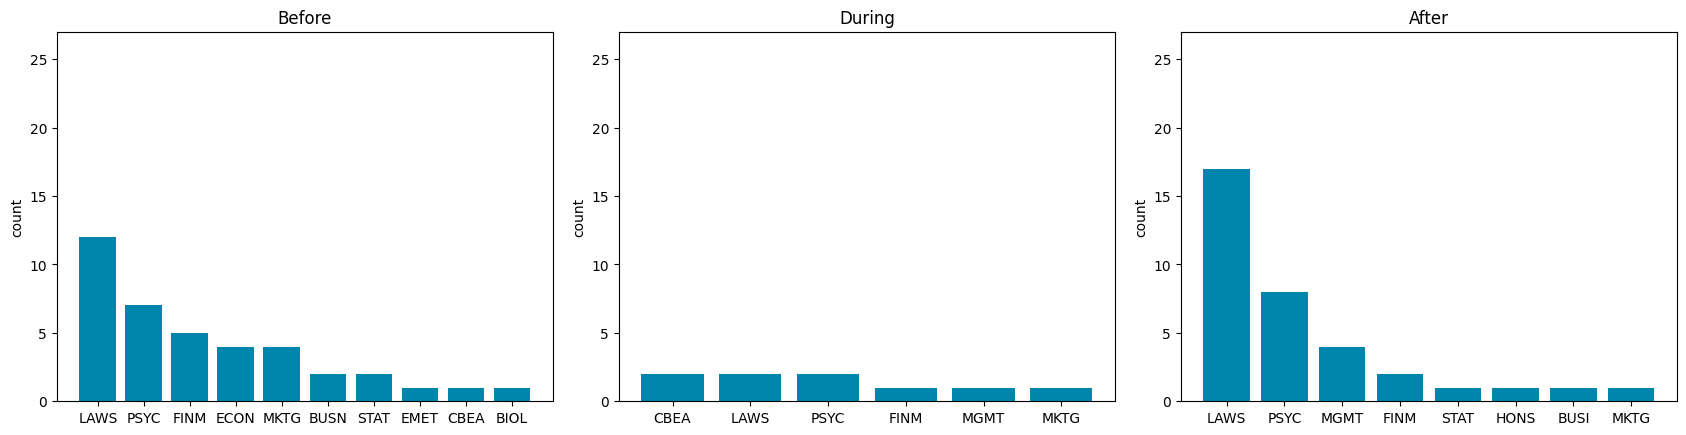 Before
25
20
15
10
5
0
count
LAWS PSYC FINM ECON MKTG BUSN STAT EMET CBEA BIOL
During
25
20
15
10
5
0
count
CBEA LAWS PSYC FINM MGMT MKTG
After
25
20
15
10
5
0
count
LAWS PSYC MGMT FINM STAT HONS BUSI MKTG